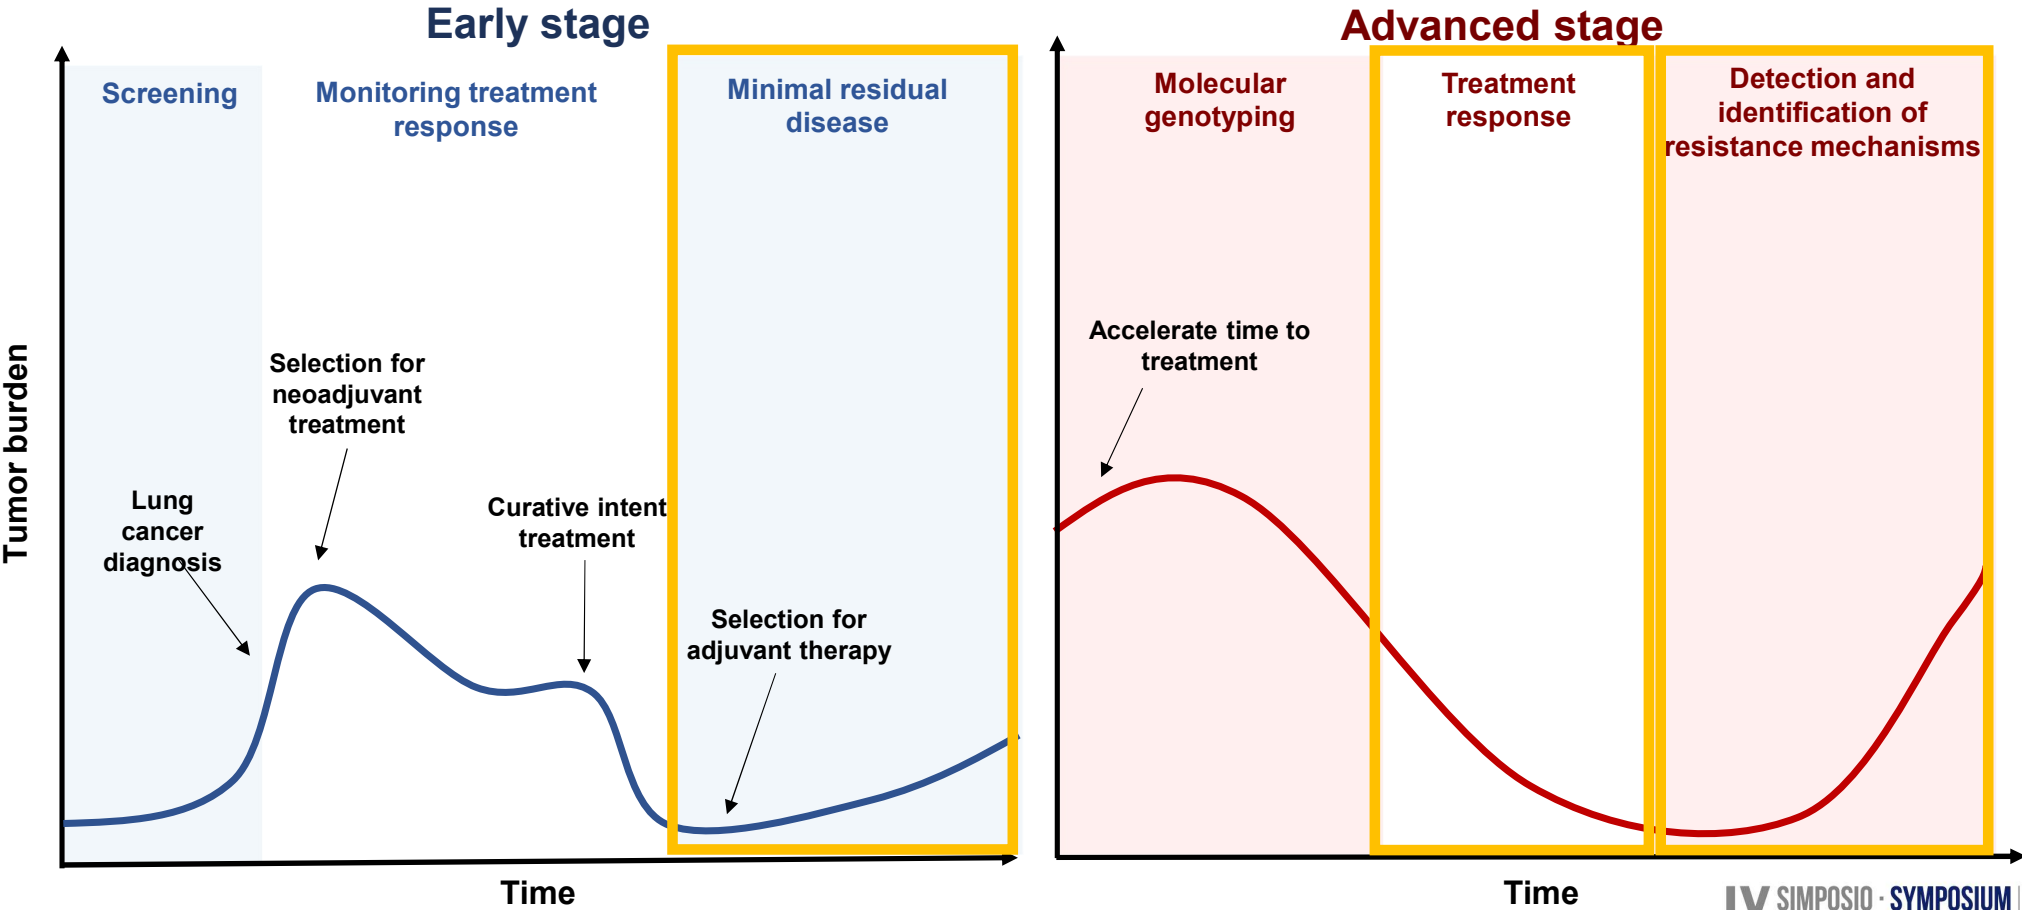 Early stage
Screening
Monitoring treatment
response
Minimal residual
disease
Selection for
neoadjuvant
treatment
Lung
cancer
diagnosis
Curative intent
treatment
Selection for
adjuvant therapy
Tumor burden
Time
Advanced stage
Molecular
genotyping
Treatment
response
Detection and
identification of
resistance mechanisms
Accelerate time to
treatment
Time
IV SIMPOSIO · SYMPOSIUM